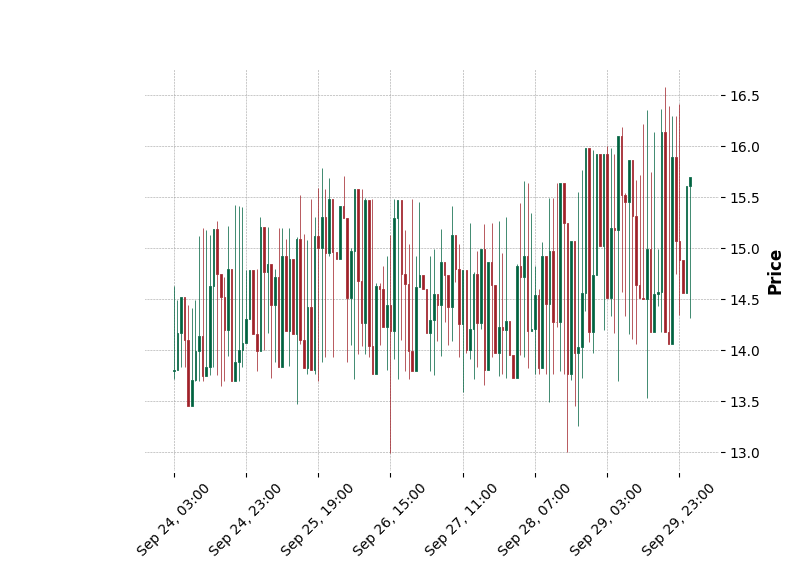 16.5
16.0
15.5
15.0
14.5
14.0
13.5
13.0
Price
Sep 24, 03:00
Sep 24, 23:00
Sep 25, 19:00
Sep 26, 15:00
Sep 27, 11:00
Sep 28, 07:00
Sep 29, 03:00
Sep 29, 23:00